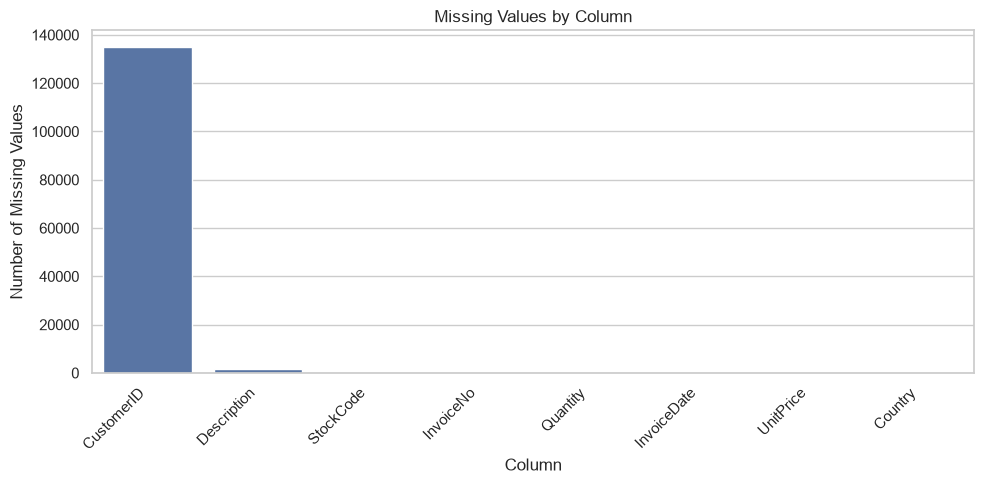 Missing Values by Column
Number of Missing Values
140000
120000
100000
80000
60000
40000
20000
0
CustomerID
Description
StockCode
InvoiceNo
Quantity
InvoiceDate
UnitPrice
Country
Column